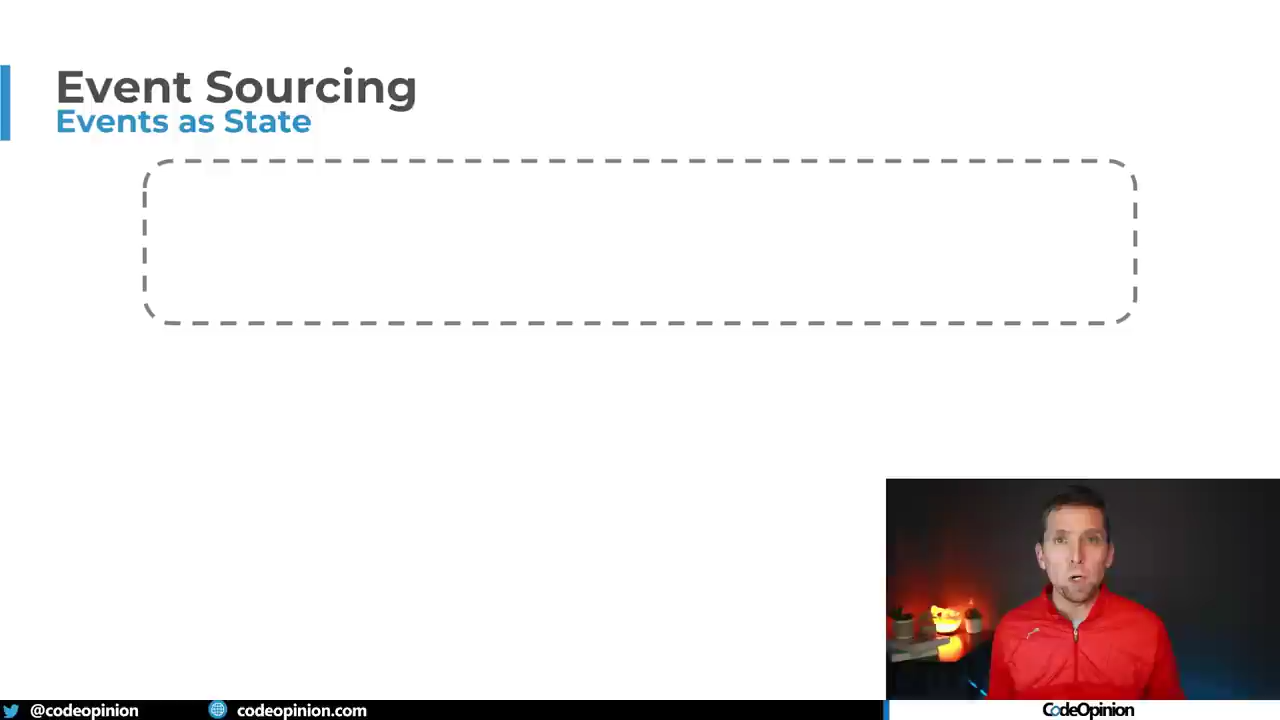 Event Sourcing
Events as State
@codeopinion
codeopinion.com
CodeOpinion